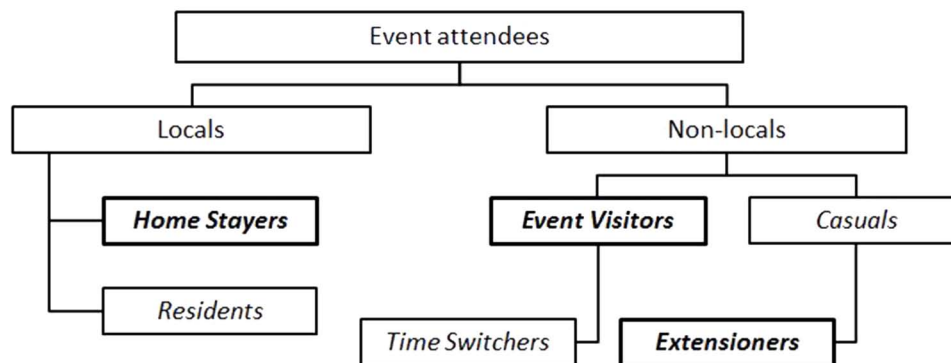 Event attendees
Locals
Non-locals
Home Stayers
Event Visitors
Casuals
Residents
Time Switchers
Extensioners